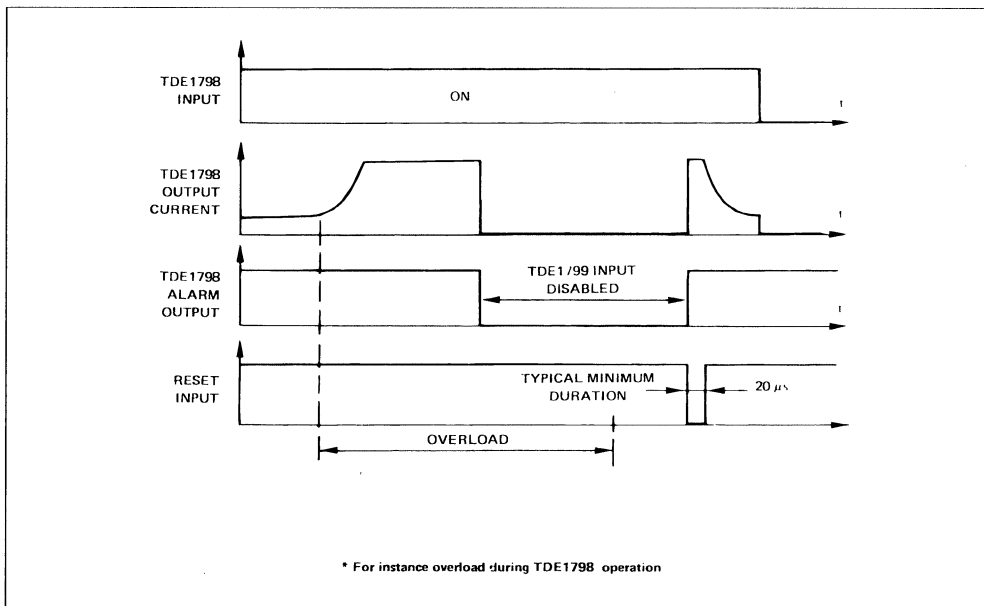 TDE1798
INPUT
ON
t
TDE1798
OUTPUT
CURRENT
t
TDE1798
ALARM
OUTPUT
TDE1/99 INPUT
DISABLED
t
RESET
INPUT
TYPICAL MINIMUM
DURATION
20 μs
OVERLOAD
* For instance overload during TDE1798 operation